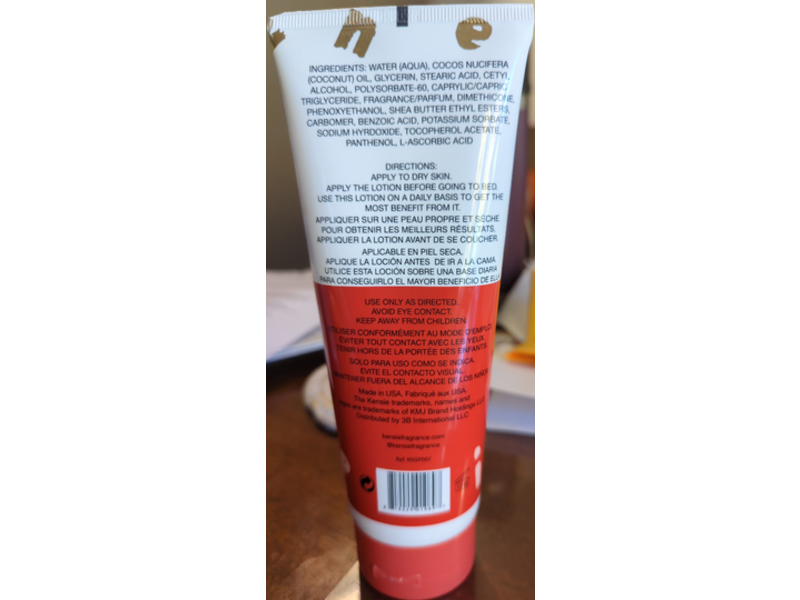 n e
INGREDIENTS: WATER (AQUA), COCOS NUCIFERA
(COCONUT) OIL, GLYCERIN, STEARIC ACID, CETYL
ALCOHOL, POLYSORBATE-60, CAPRYLIC/CAPRIC
TRIGLYCERIDE, FRAGRANCE/PARFUM, DIMETHICONE,
PHENOXYETHANOL, SHEA BUTTER ETHYL ESTERS,
CARBOMER, BENZOIC ACID, POTASSIUM SORBATE,
SODIUM HYRDOXIDE, TOCOPHEROL ACETATE,
PANTHENOL, L-ASCORBIC ACID
DIRECTIONS:
APPLY TO DRY SKIN.
APPLY THE LOTION BEFORE GOING TO BED.
USE THIS LOTION ON A DAILY BASIS TO GET THE
MOST BENEFIT FROM IT.
APPLIQUER SUR UNE PEAU PROPRE ET SÈCHE
POUR OBTENIR LES MEILLEURS RÉSULTATS,
APPLIQUER LA LOTION AVANT DE SE COUCHER.
APLICABLE EN PIEL SECA.
APLIQUE LA LOCIÓN ANTES DE IR A LA CAMA.
UTILICE ESTA LOCIÓN SOBRE UNA BASE DIARIA
PARA CONSEGUIRLO EL MAYOR BENEFICIO DE ELLA
USE ONLY AS DIRECTED.
AVOID EYE CONTACT.
KEEP AWAY FROM CHILDREN.
UTILISER CONFORMÉMENT AU MODE D'EMPLOI.
ÉVITER TOUT CONTACT AVEC LES YEUX.
TENIR HORS DE LA PORTÉE DES ENFANTS.
SOLO PARA USO COMO SE INDICA.
EVITE EL CONTACTO VISUAL.
MANTENER FUERA DEL ALCANCE DE LOS NIÑOS
Made in USA. Fabriqué aux USA.
The Kensie trademarks, names and
are trademarks of KMJ Brand Holdings LLC
Distributed by 3B International LLC
kensiefragrance.com
@kensiefragrance
Ref.
i